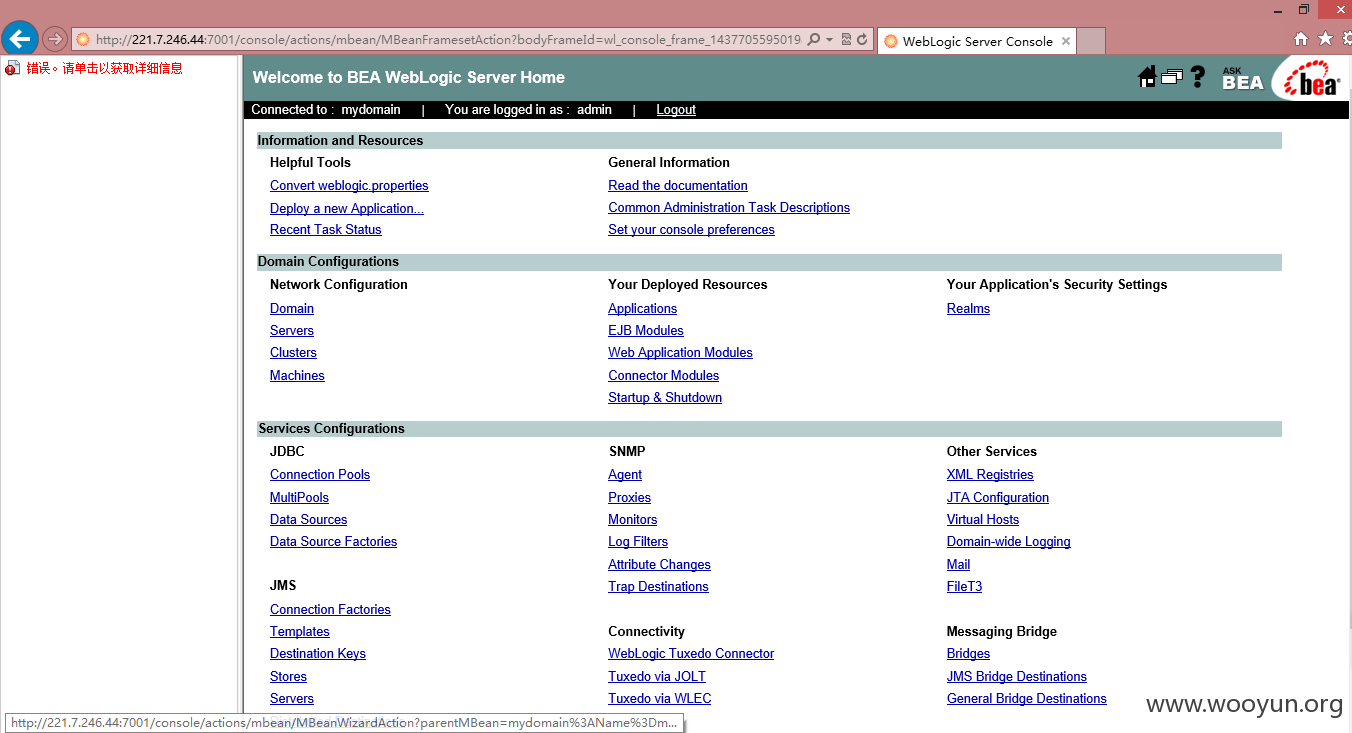 http://221.7.246.44:7001/console/actions/mbean/MBeanFramesetAction?bodyFrameId=wl_console_frame_1437705595019
WebLogic Server Console
错误。请单击以获取详细信息
Welcome to BEA WebLogic Server Home
ASK BEA
bea
Connected to : mydomain | You are logged in as : admin | Logout
Information and Resources
Helpful Tools General Information
Convert weblogic.properties Read the documentation
Deploy a new Application... Common Administration Task Descriptions
Recent Task Status Set your console preferences
Domain Configurations
Network Configuration Your Deployed Resources Your Application's Security Settings
Domain Applications Realms
Servers EJB Modules
Clusters Web Application Modules
Machines Connector Modules
Startup & Shutdown
Services Configurations
JDBC SNMP Other Services
Connection Pools Agent XML Registries
MultiPools Proxies JTA Configuration
Data Sources Monitors Virtual Hosts
Data Source Factories Log Filters Domain-wide Logging
Attribute Changes Mail
JMS Trap Destinations FileT3
Connection Factories
Templates Connectivity Messaging Bridge
Destination Keys WebLogic Tuxedo Connector Bridges
Stores Tuxedo via JOLT JMS Bridge Destinations
Servers Tuxedo via WLEC General Bridge Destinations
http://221.7.246.44:7001/console/actions/mbean/MBeanWizardAction?parentMBean=mydomain%3AName%3Dm...
www.wooyun.org